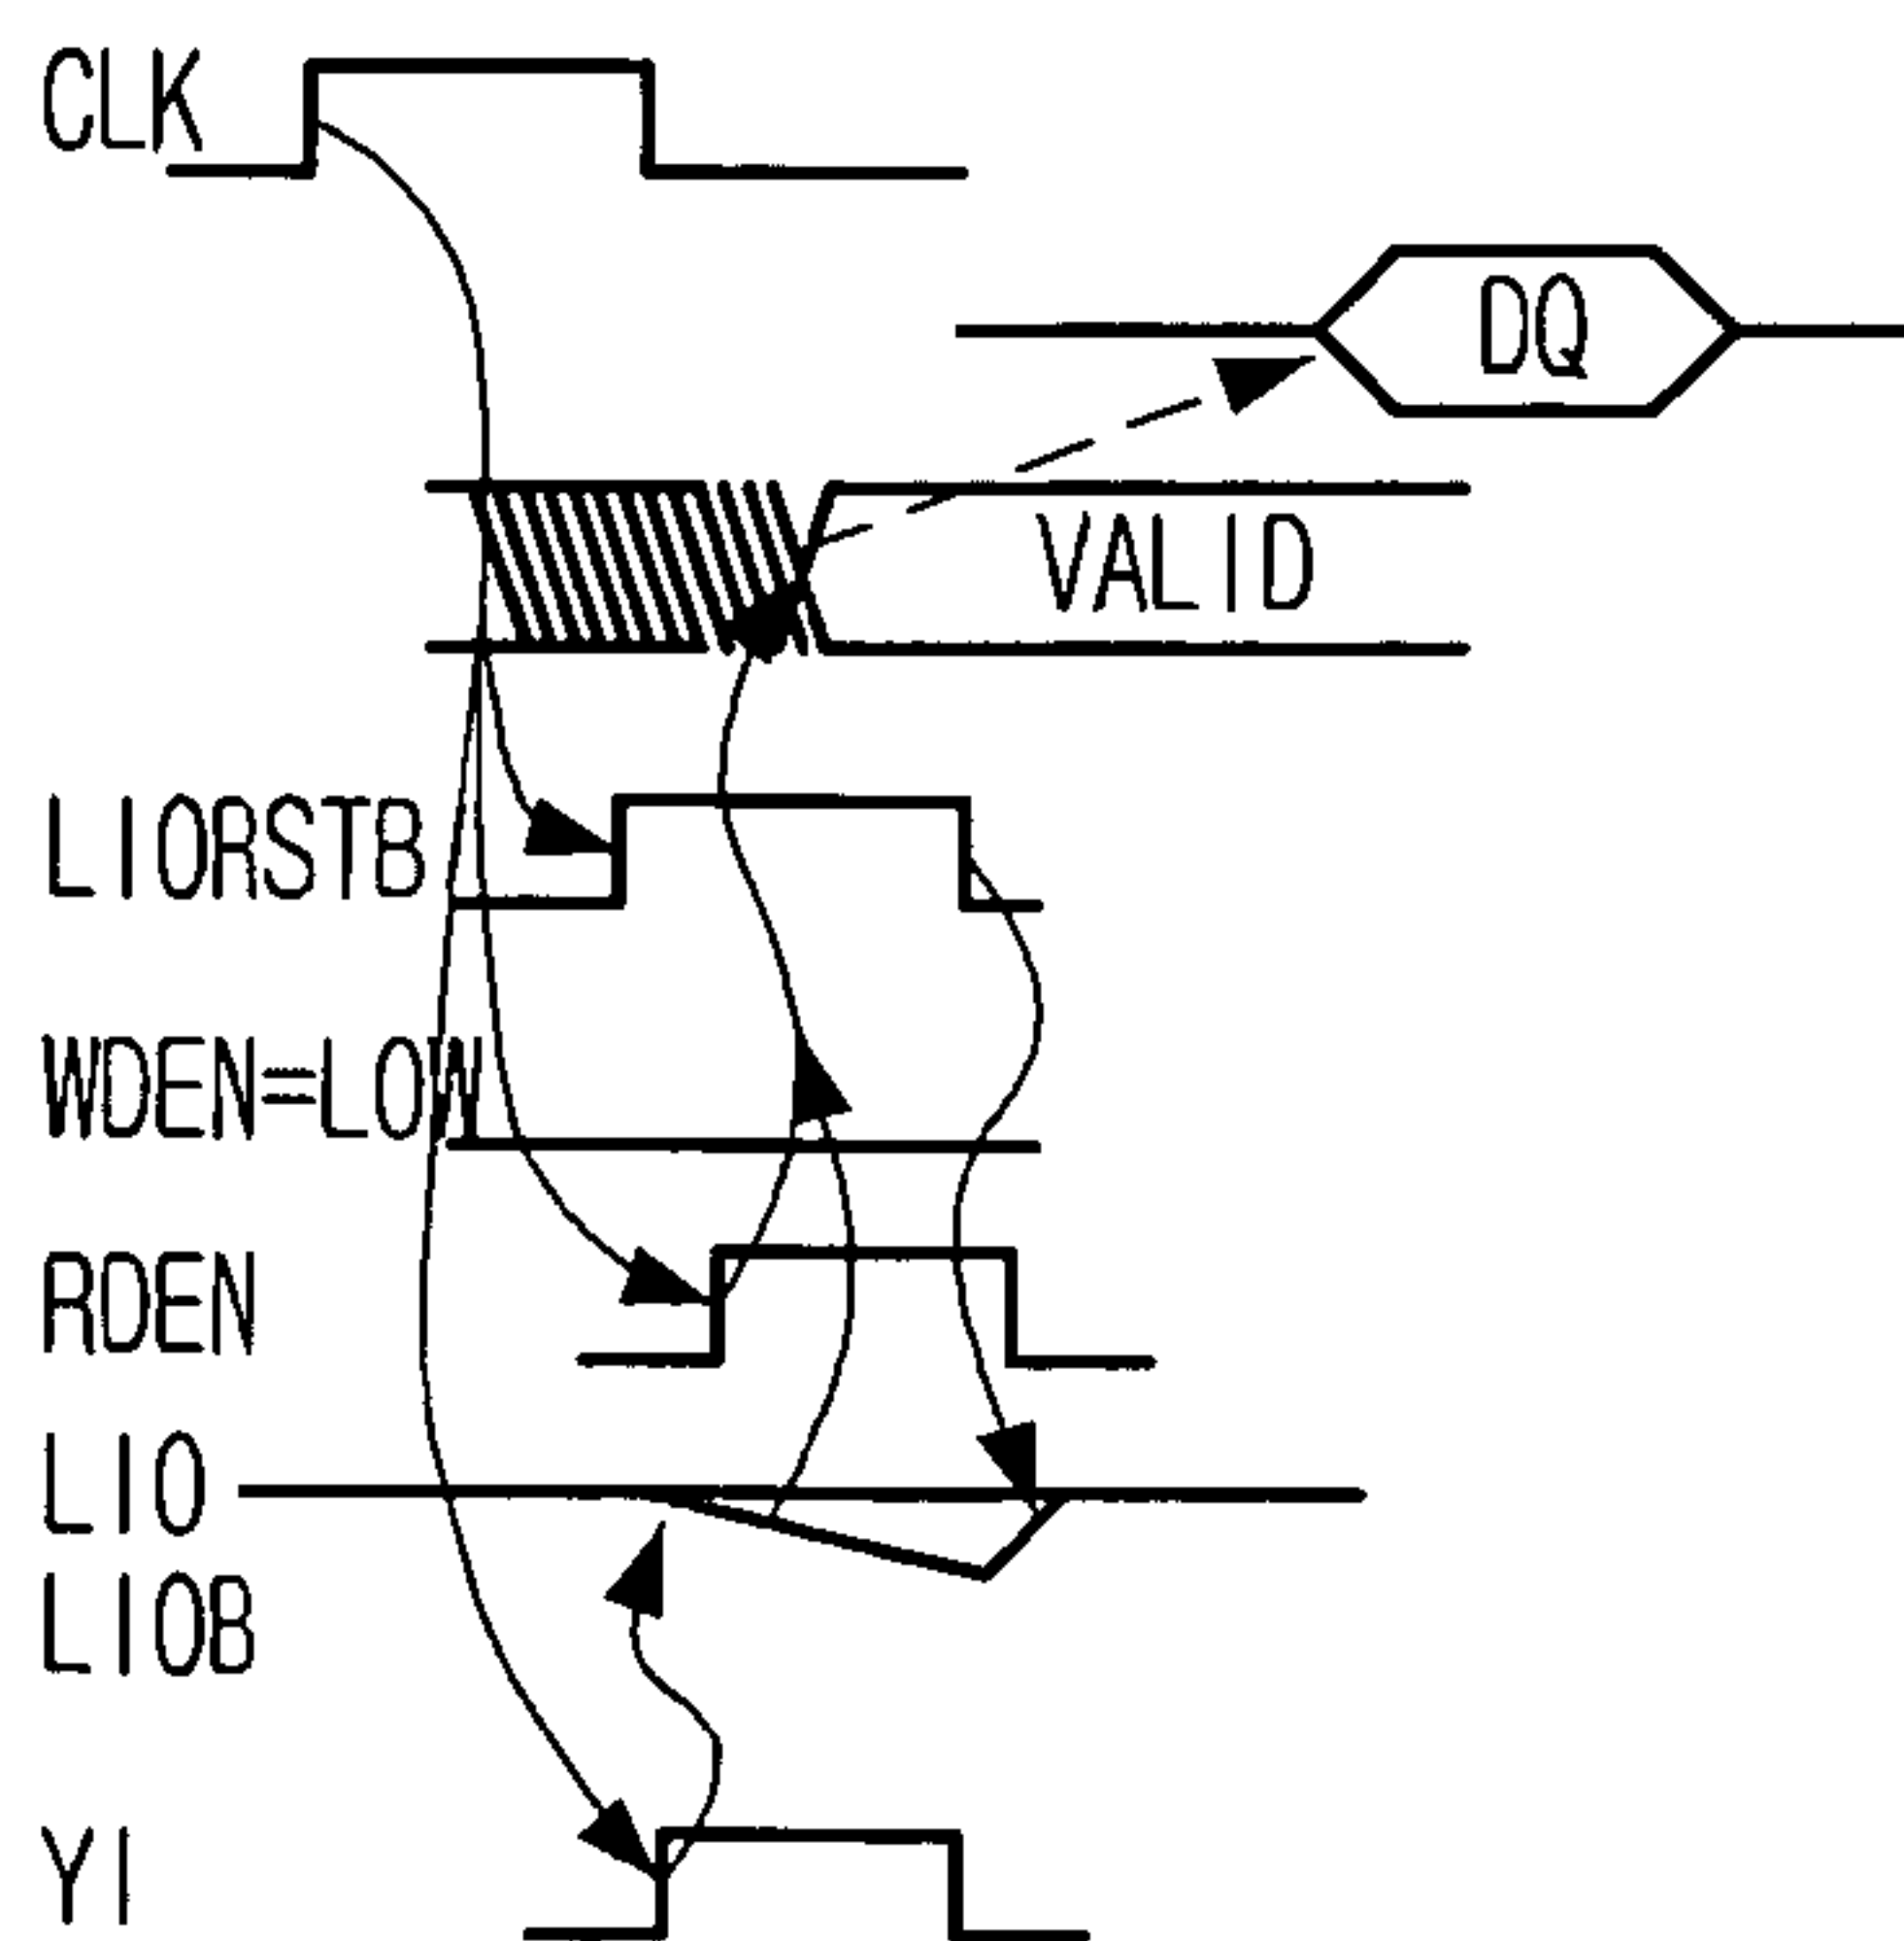 CLK
DQ
VALID
LIORSTB
WDEN=LOW
RDEN
LIO
LIOB
YI